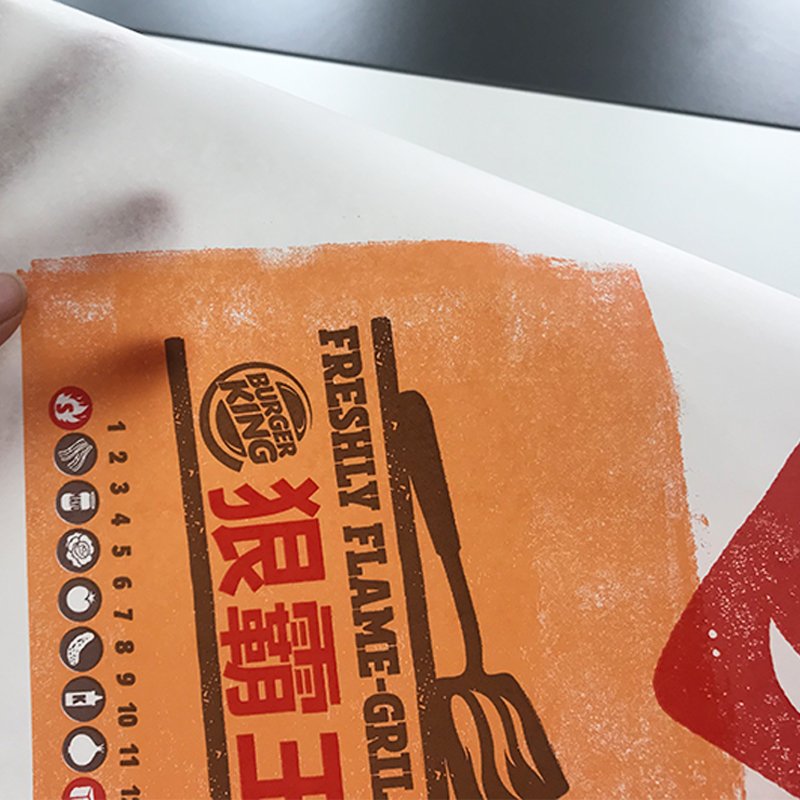 FRESHLY FLAME-GRIL
BURGER
KING
狠霸王
1 2 3 4 5 6 7 8 9 10 11
S
K